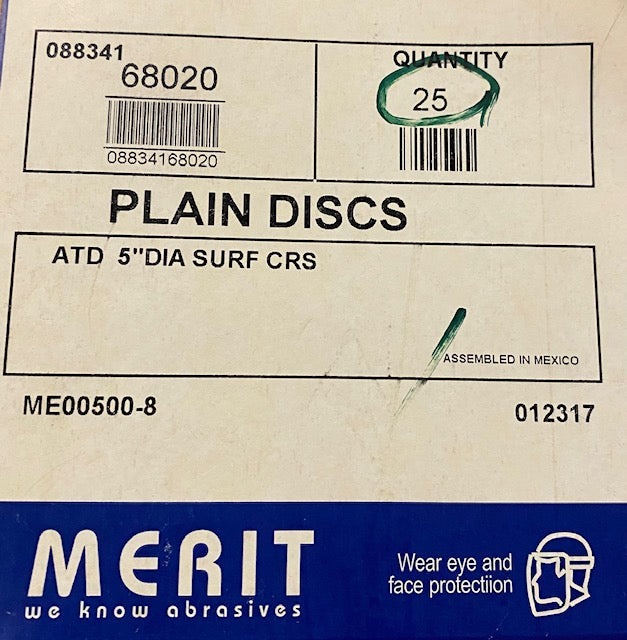 088341
68020
08834168020
QUANTITY
25
PLAIN DISCS
ATD 5"DIA SURF CRS
ASSEMBLED IN MEXICO
ME00500-8
012317
MERIT
we know abrasives
Wear eye and
face protectiion